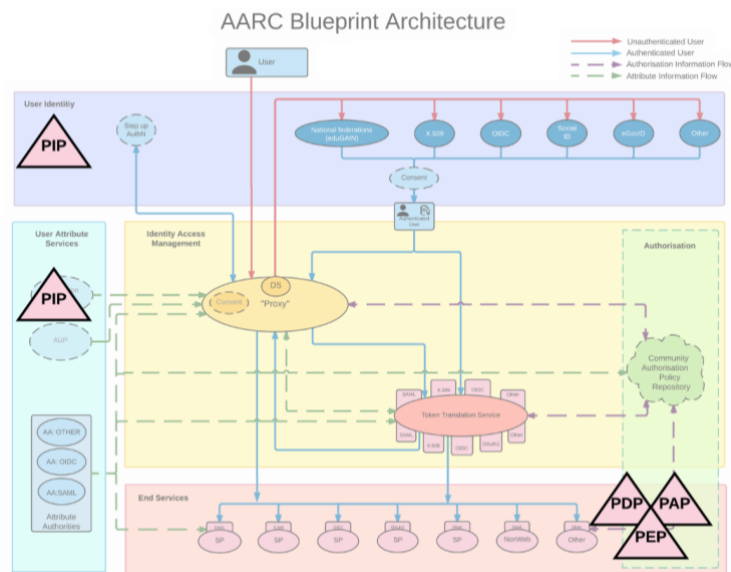 AARC Blueprint Architecture
User
Unauthenticated User
Authenticated User
Authorisation Information Flow
Attribute Information Flow
User Identitiy
PIP
Step up
AuthN
National federations
(eduGAIN)
X.509
OIDC
Social
ID
eGovID
Other
Consent
Authenticated
User
User Attribute
Services
PIP
AUP
AA: OTHER
AA: OIDC
AA:SAML
Attribute
Authorities
Identity Access
Management
DS
Consent
"Proxy"
SAML
X.509
OIDC
Other
Token Translation Service
SAML
X.509
OIDC
OAuth2
Other
Authorisation
Community
Authorisation
Policy
Repository
End Services
SP
SP
SP
SP
SP
NonWeb
Other
PDP
PAP
PEP